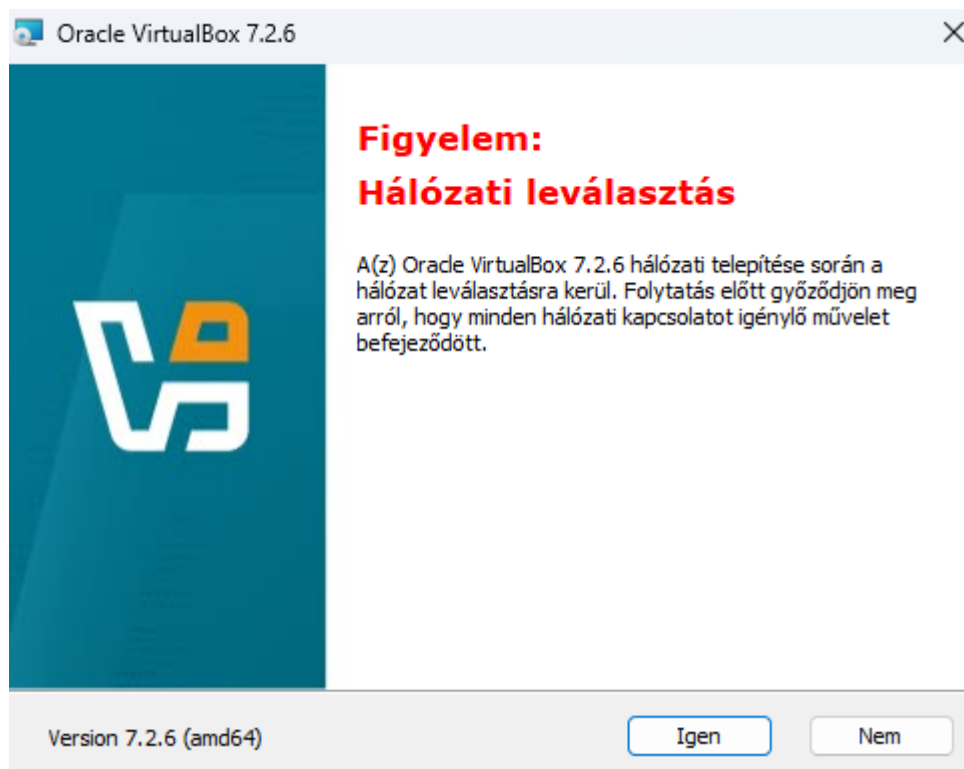 Oracle VirtualBox 7.2.6
Figyelem:
Hálózati leválasztás
A(z) Oracle VirtualBox 7.2.6 hálózati telepítése során a
hálózat leválasztásra kerül. Folytatás előtt győződjön meg
arról, hogy minden hálózati kapcsolatot igénylő művelet
befejeződött.
Version 7.2.6 (amd64)
Igen
Nem